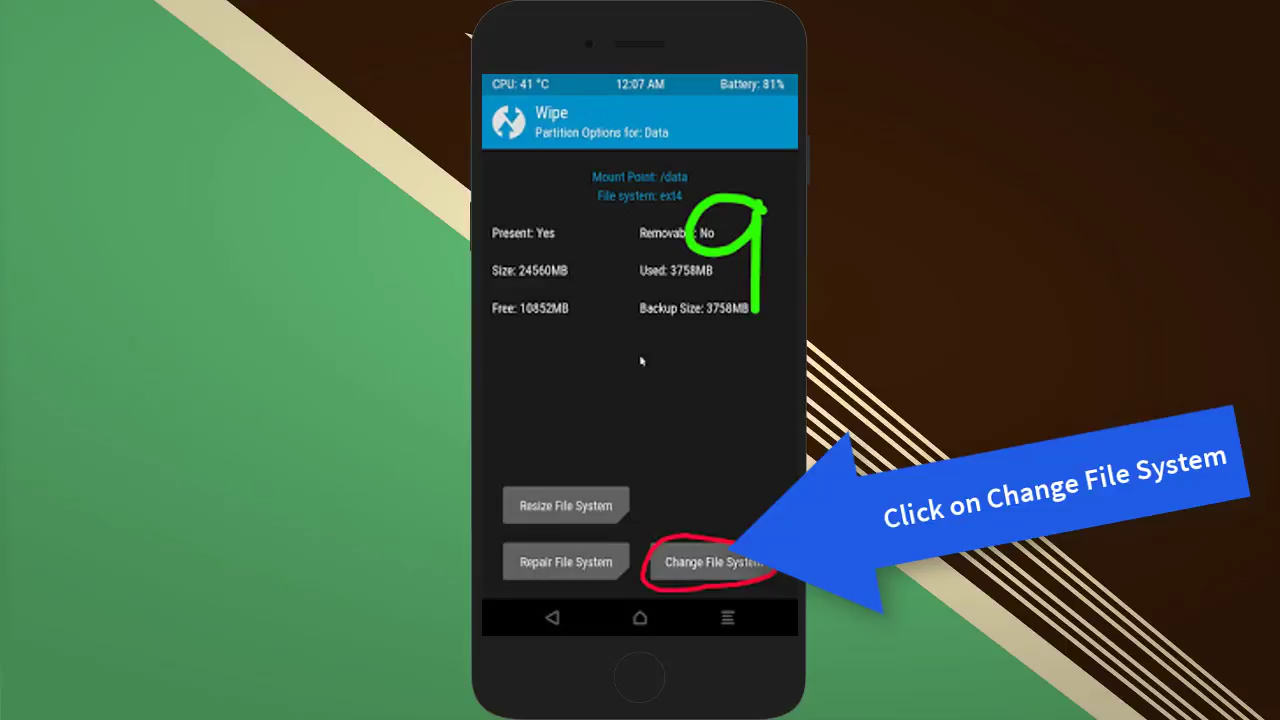 CPU: 41 °C 12:07 AM Battery: 81%
Wipe
Partition Options for: Data
Mount Point: /data
File system: ext4
Present: Yes Removable: No
9
Size: 24560MB Used: 3758MB
Free: 10852MB Backup Size: 3758MB
Click on Change File System
Resize File System
Repair File System Change File System